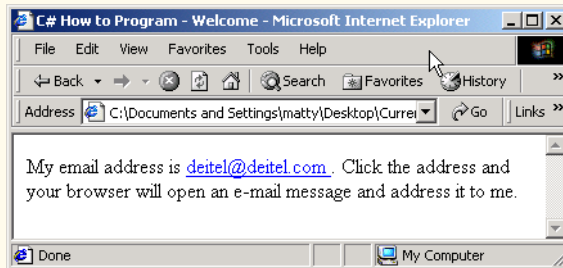 C# How to Program - Welcome - Microsoft Internet Explorer
File Edit View Favorites Tools Help
Back Search Favorites History »
Address C:\Documents and Settings\matty\Desktop\Currer Go Links »
My email address is deitel@deitel.com . Click the address and
your browser will open an e-mail message and address it to me.
Done My Computer